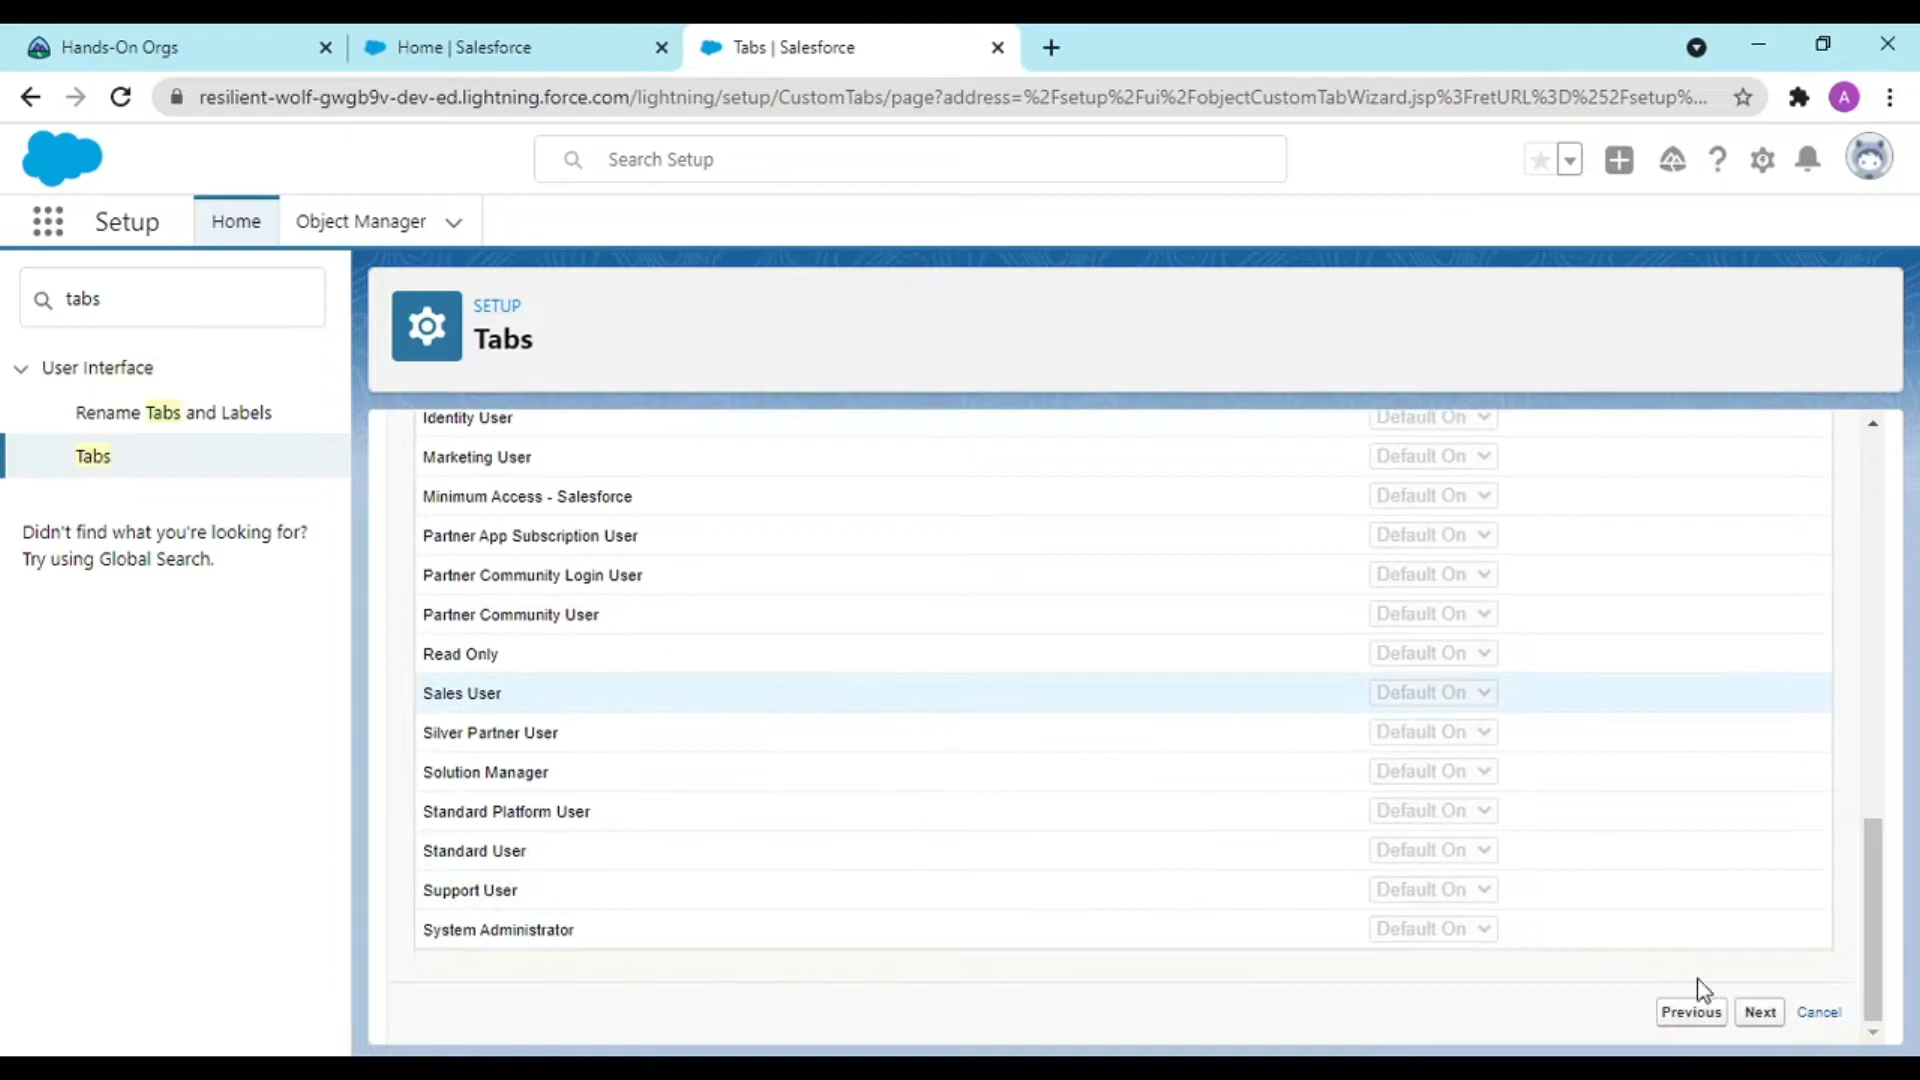 Hands-On Orgs
Home | Salesforce
Tabs | Salesforce
resilient-wolf-gwgb9v-dev-ed.lightning.force.com/lightning/setup/CustomTabs/page?address=%2Fsetup%2Fui%2FobjectCustomTabWizard.jsp%3FretURL%3D%252Fsetup%...
A
Search Setup
Setup
Home
Object Manager
tabs
User Interface
Rename Tabs and Labels
Tabs
Didn't find what you're looking for?
Try using Global Search.
SETUP
Tabs
Identity User Default On
Marketing User Default On
Minimum Access - Salesforce Default On
Partner App Subscription User Default On
Partner Community Login User Default On
Partner Community User Default On
Read Only Default On
Sales User Default On
Silver Partner User Default On
Solution Manager Default On
Standard Platform User Default On
Standard User Default On
Support User Default On
System Administrator Default On
Previous Next Cancel